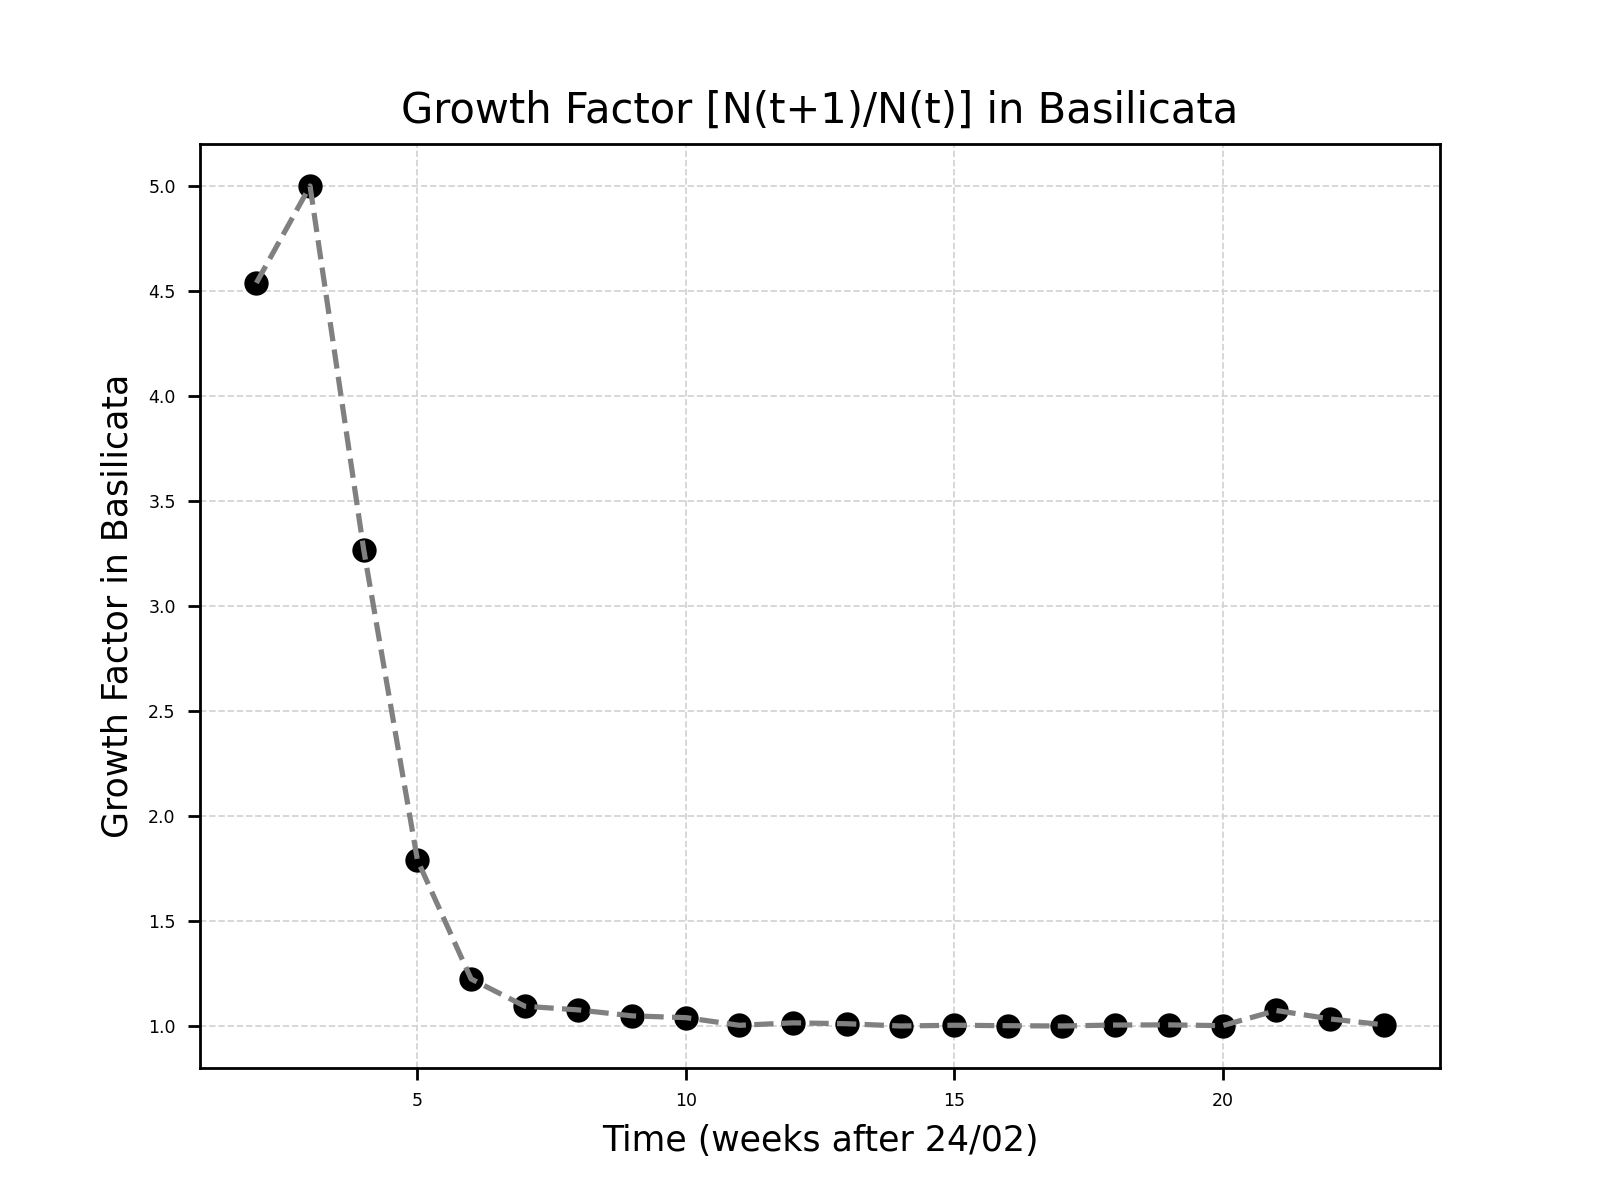 Growth Factor [N(t+1)/N(t)] in Basilicata
Growth Factor in Basilicata
5.0
4.5
4.0
3.5
3.0
2.5
2.0
1.5
1.0
5 10 15 20
Time (weeks after 24/02)